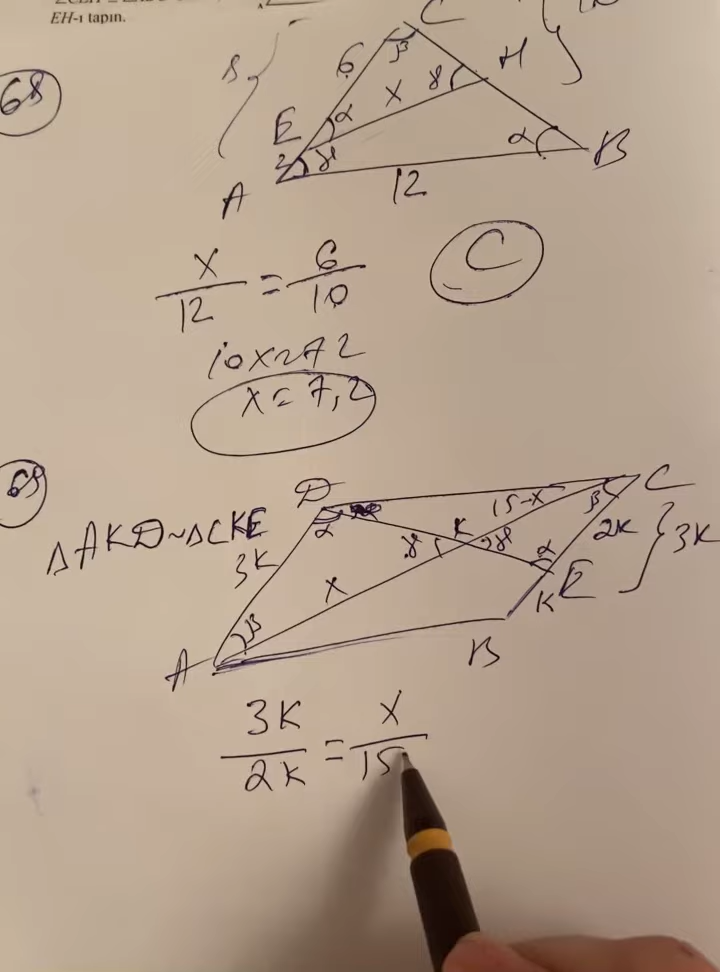 EH-ı tapın.
68
C
6
β
8
H
E
α
x
γ
2
γ
α
A
12
B
x/12 = 6/10
C
10x=72
x=7,2
69
D
C
ΔAKD~ΔCKE
α
15-x
β
3K
γ
K
γ
α
2K
3K
x
E
K
β
A
B
3K/2K = x/15